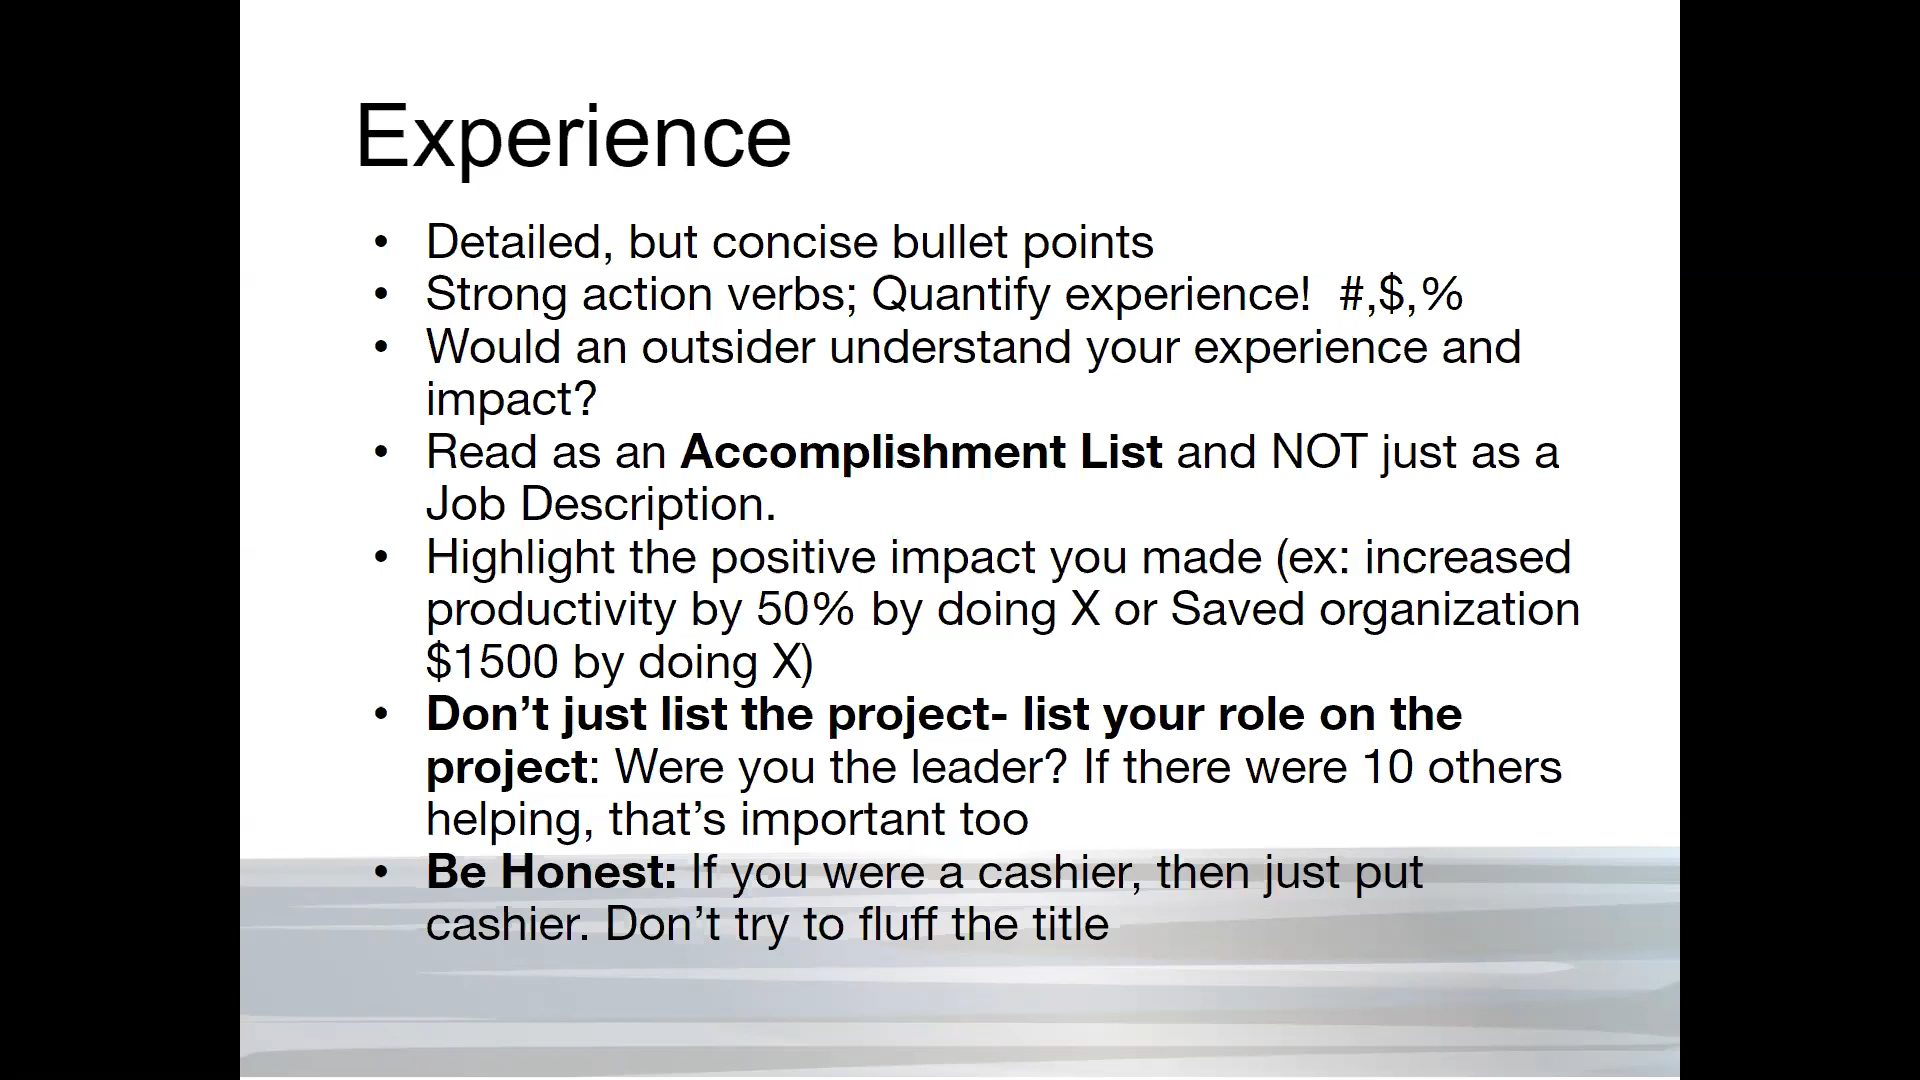 Experience
• Detailed, but concise bullet points
• Strong action verbs; Quantify experience!  #,$,%
• Would an outsider understand your experience and
impact?
• Read as an Accomplishment List and NOT just as a
Job Description.
• Highlight the positive impact you made (ex: increased
productivity by 50% by doing X or Saved organization
$1500 by doing X)
• Don’t just list the project- list your role on the
project: Were you the leader? If there were 10 others
helping, that’s important too
• Be Honest: If you were a cashier, then just put
cashier. Don’t try to fluff the title